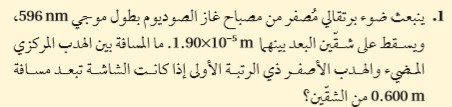 1. ينبعث ضوء برتقالي مُصفر من مصباح غاز الصوديوم بطول موجي 596 nm،
ويسقط على شقّين البعد بينهما 1.90×10⁻⁵ m. ما المسافة بين الهدب المركزي
المضيء والهدب الأصفر ذي الرتبة الأولى إذا كانت الشاشة تبعد مسافة
0.600 m من الشقّين؟